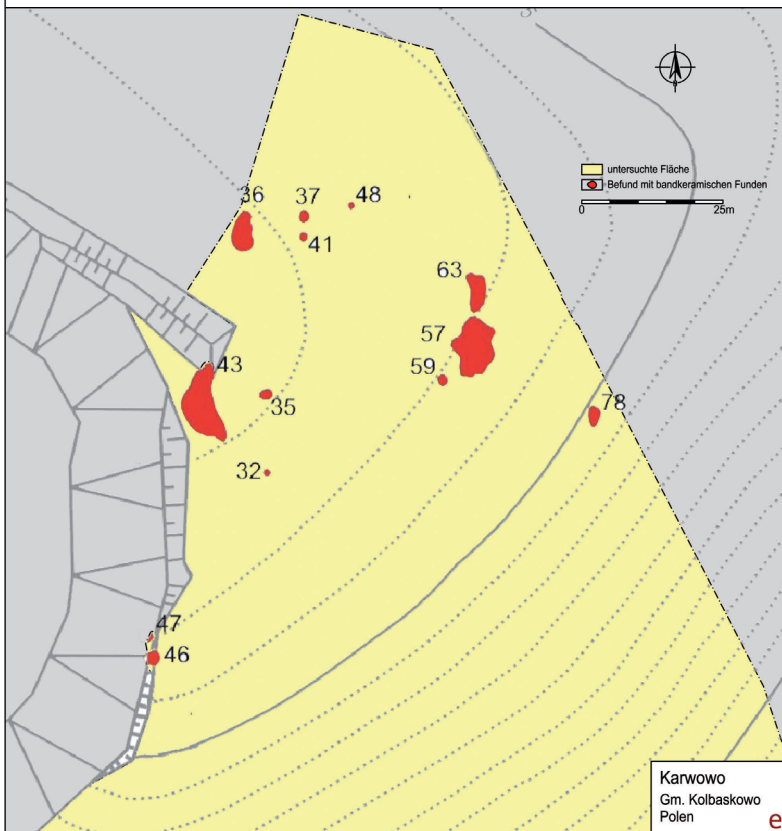 untersuchte Fläche
Befund mit bandkeramischen Funden
0 25m
36
37
48
41
63
57
59
43
35
78
32
47
46
Karwowo
Gm. Kolbaskowo
Polen
e